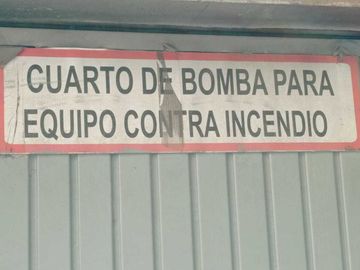 CUARTO DE BOMBA PARA
EQUIPO CONTRA INCENDIO